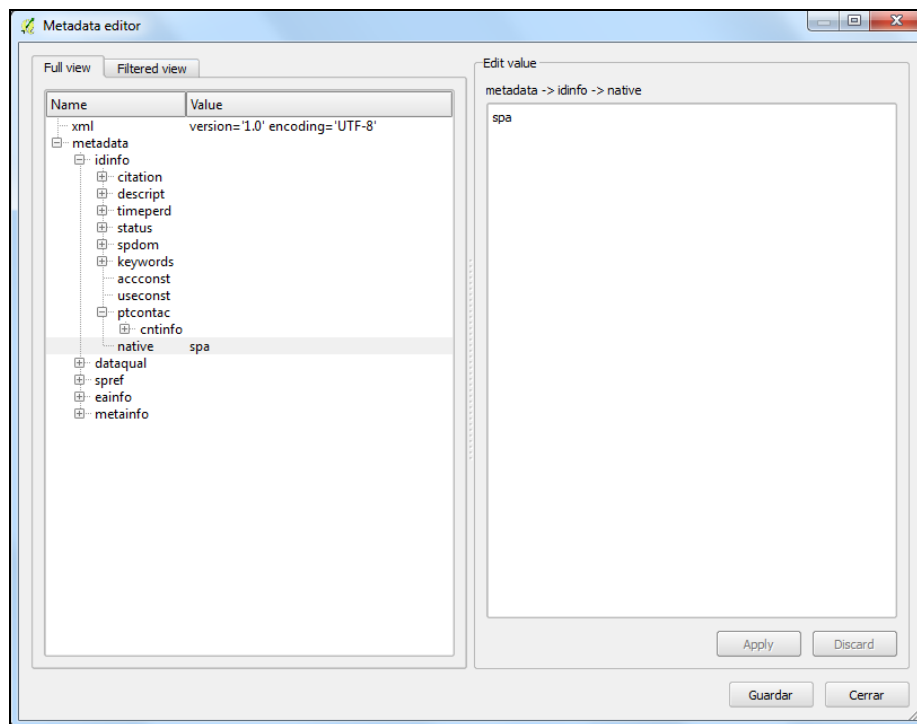 Metadata editor
Full view Filtered view
Name Value
xml version='1.0' encoding='UTF-8'
metadata
idinfo
citation
descript
timeperd
status
spdom
keywords
accconst
useconst
ptcontac
cntinfo
native spa
dataqual
spref
eainfo
metainfo
Edit value
metadata -> idinfo -> native
spa
Apply Discard
Guardar Cerrar